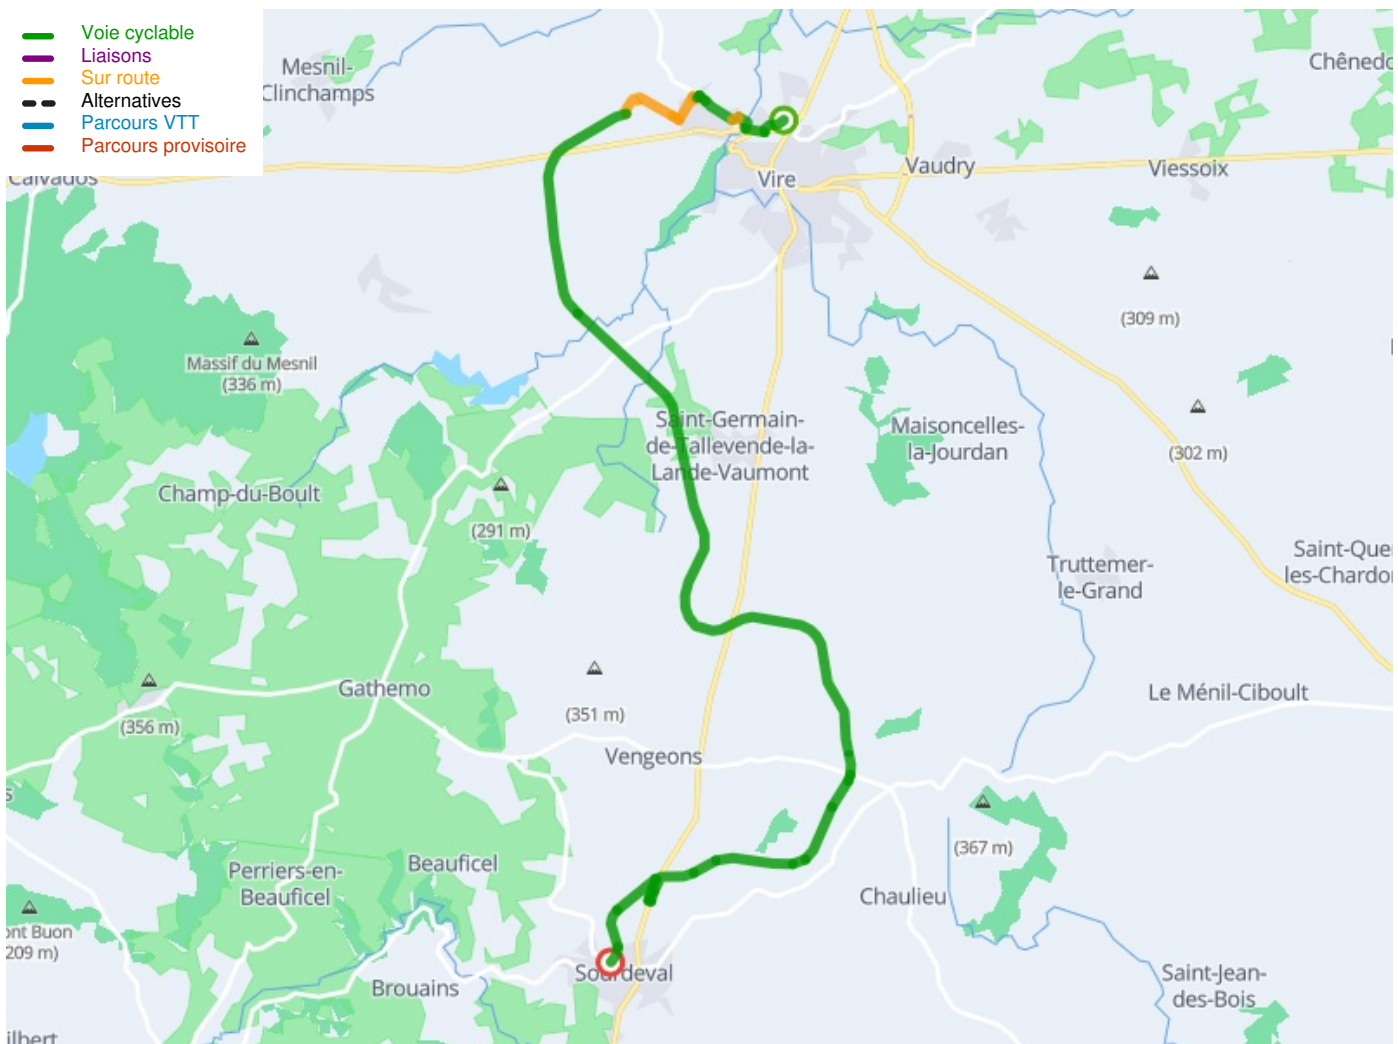 Voie cyclable
Liaisons
Sur route
Alternatives
Parcours VTT
Parcours provisoire
Mesnil-
Clinchamps
Chênedo
Calvados
Vire
Vaudry
Viessoix
(309 m)
Massif du Mesnil
(336 m)
Saint-Germain-
de-Tallevende-la-
Lande-Vaumont
Maisoncelles-
la-Jourdan
(302 m)
Champ-du-Boult
(291 m)
Truttemer-
le-Grand
Saint-Que
les-Chardo
Gathemo
(356 m)
(351 m)
Le Ménil-Ciboult
Vengeons
s
(367 m)
Perriers-en-
Beauficel
Beauficel
Chaulieu
ont Buon
209 m)
Sourdeval
Brouains
Saint-Jean-
des-Bois
ilbert